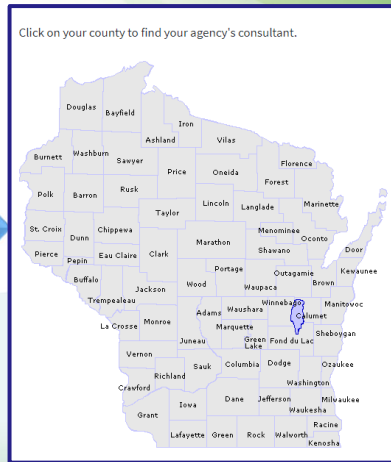 Click on your county to find your agency's consultant.
Douglas
Bayfield
Iron
Ashland
Vilas
Burnett
Washburn
Sawyer
Florence
Price
Oneida
Forest
Polk
Barron
Rusk
Lincoln
Langlade
Marinette
Taylor
St. Croix
Dunn
Chippewa
Menominee
Oconto
Marathon
Pierce
Pepin
Eau Claire
Clark
Shawano
Door
Buffalo
Portage
Outagamie
Kewaunee
Trempealeau
Jackson
Wood
Waupaca
Brown
Winnebago
Manitowoc
Adams
Waushara
Calumet
La Crosse
Monroe
Marquette
Sheboygan
Juneau
Green
Lake
Fond du Lac
Vernon
Sauk
Columbia
Dodge
Ozaukee
Richland
Washington
Crawford
Iowa
Dane
Jefferson
Milwaukee
Waukesha
Grant
Racine
Lafayette
Green
Rock
Walworth
Kenosha